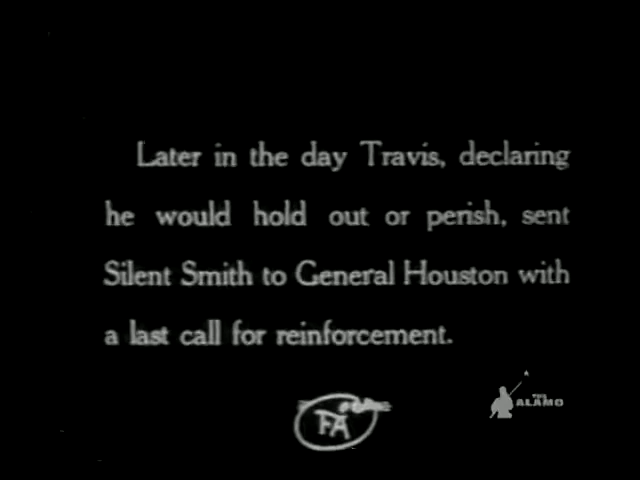 Later in the day Travis, declaring
he would hold out or perish, sent
Silent Smith to General Houston with
a last call for reinforcement.
FA
THE
ALAMO